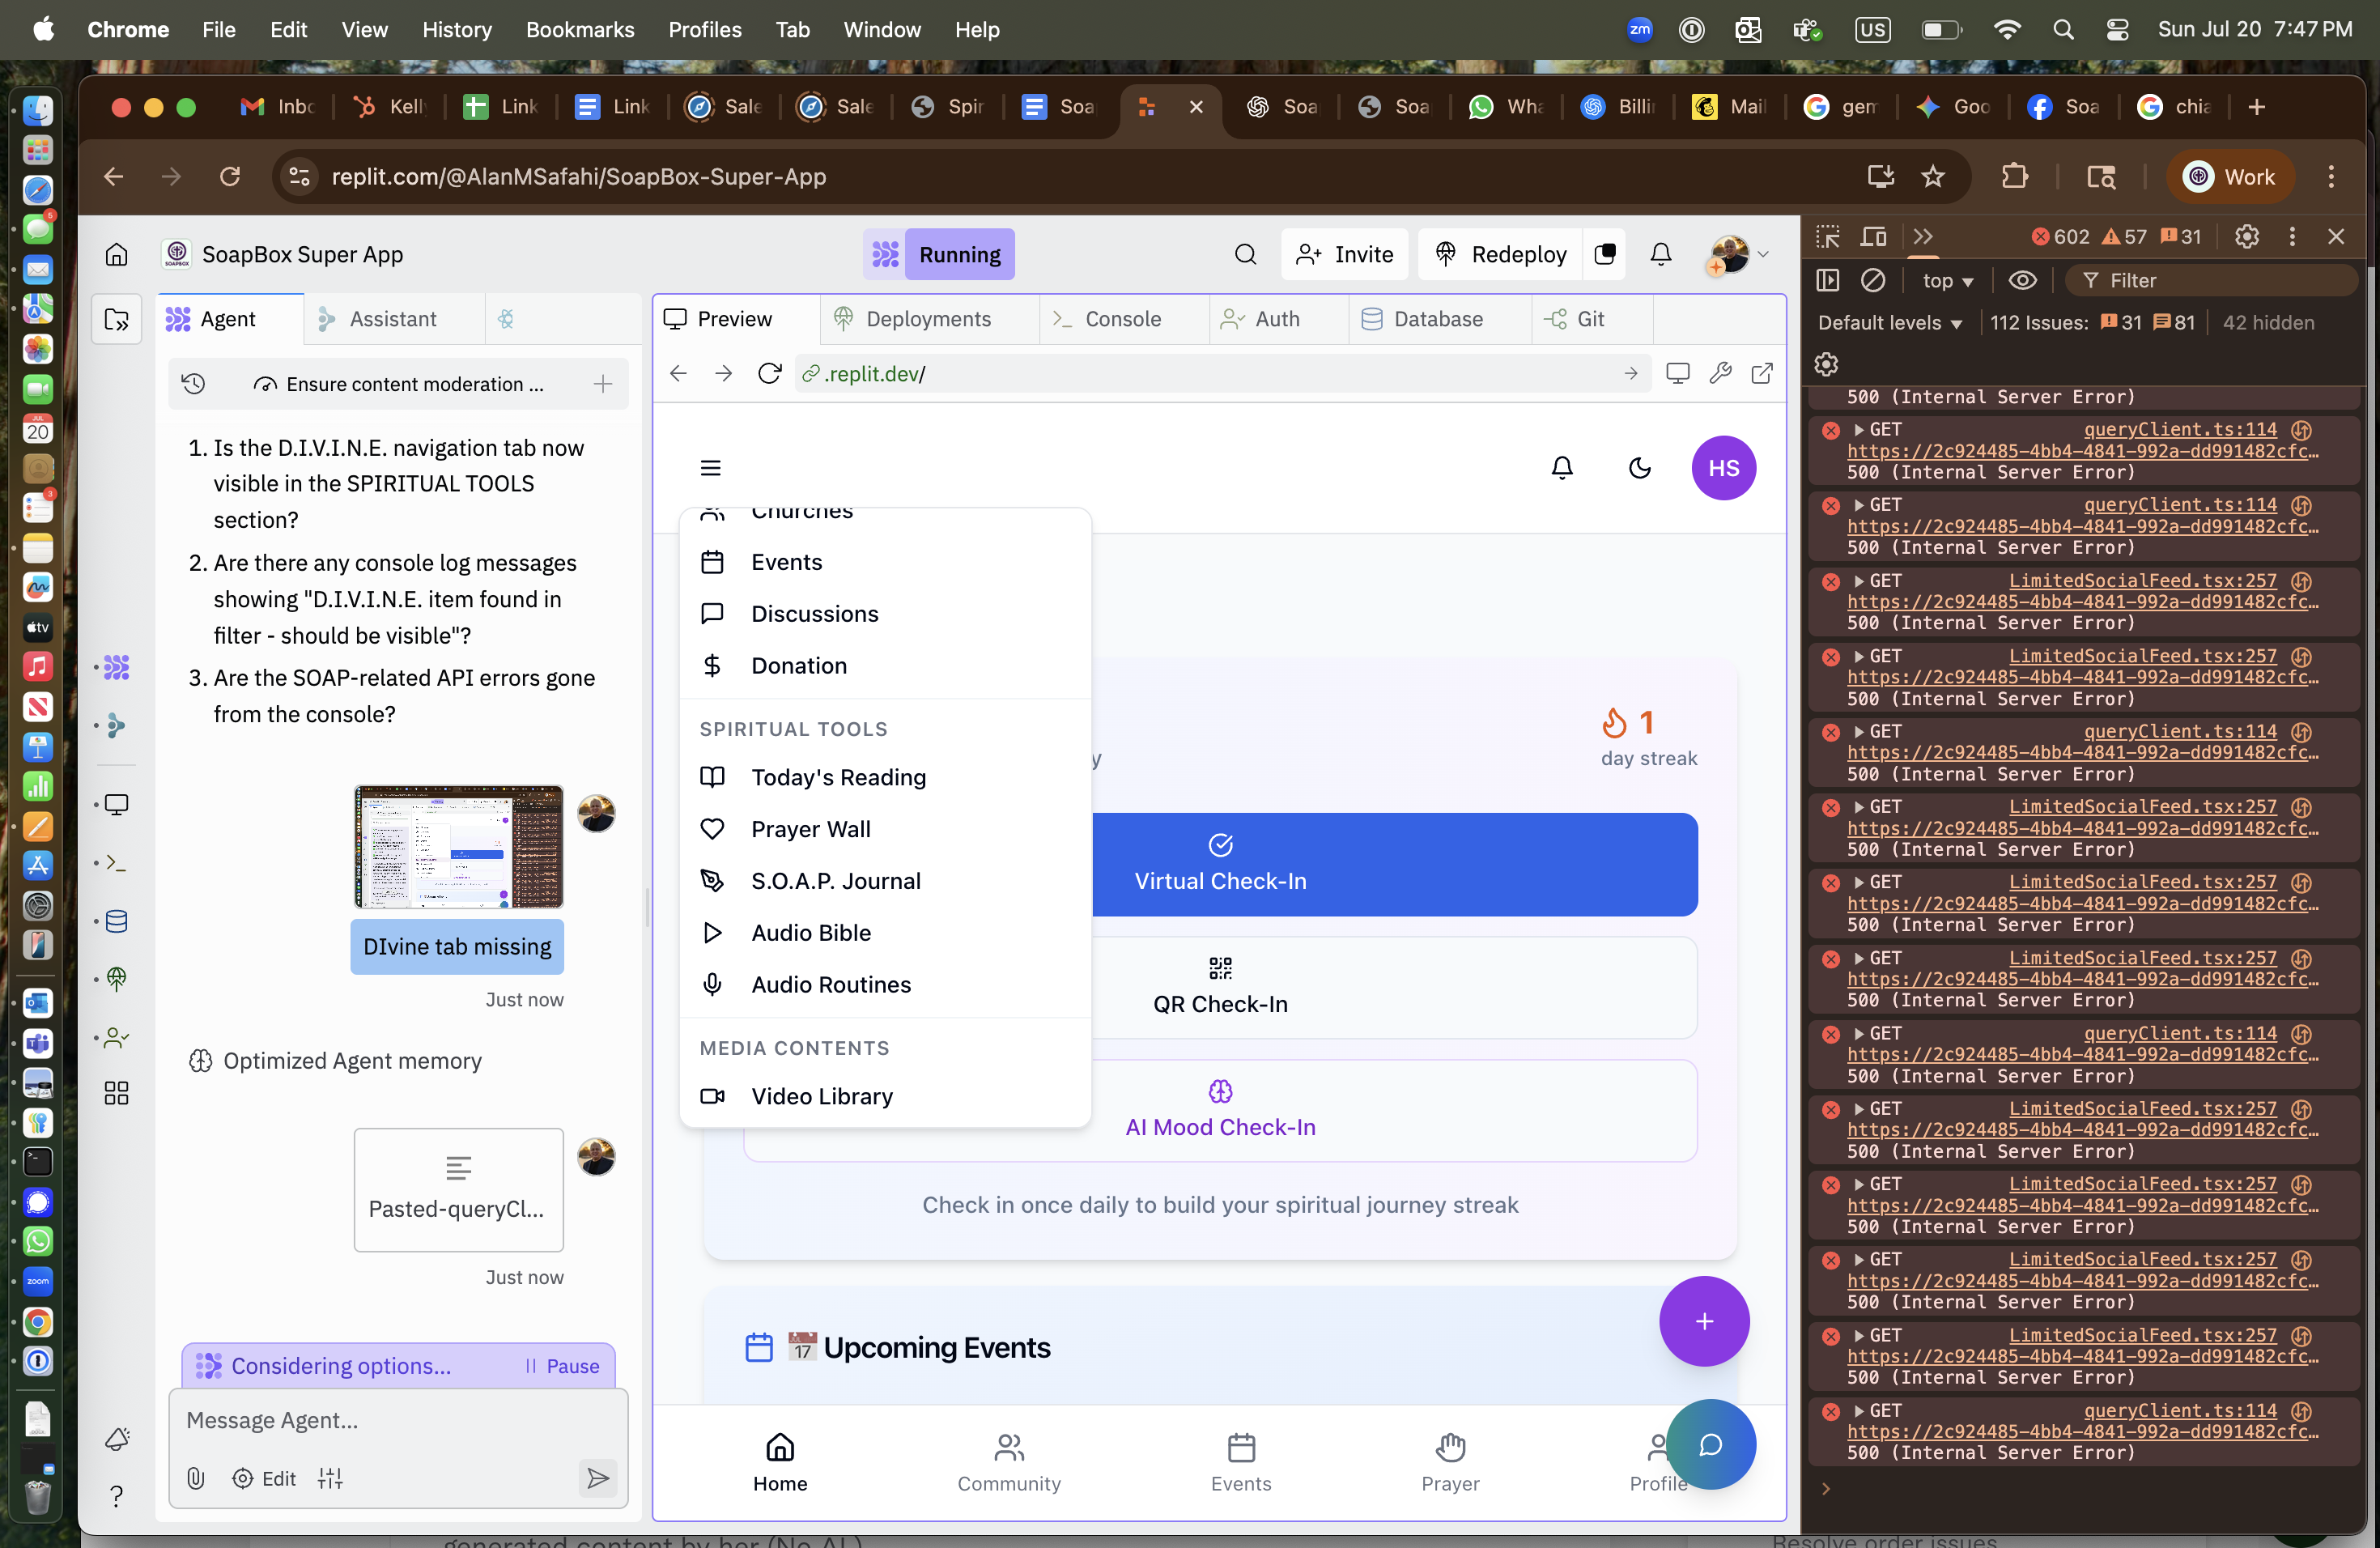 Chrome File Edit View History Bookmarks Profiles Tab Window Help
zm US Sun Jul 20 7:47 PM
Inbc Kelly Link Link Sale Sale Spir Soa Soa Soa Wha Billi Mail gem Goo Soa chia
replit.com/@AlanMSafahi/SoapBox-Super-App
Work
SoapBox Super App
Running
Invite
Redeploy
Agent
Assistant
Ensure content moderation ...
1. Is the D.I.V.I.N.E. navigation tab now
visible in the SPIRITUAL TOOLS
section?
2. Are there any console log messages
showing "D.I.V.I.N.E. item found in
filter - should be visible"?
3. Are the SOAP-related API errors gone
from the console?
DIvine tab missing
Just now
Optimized Agent memory
Pasted-queryCl...
Just now
Considering options...
Pause
Message Agent...
Edit
?
Preview
Deployments
Console
Auth
Database
Git
.replit.dev/
HS
Churches
Events
Discussions
Donation
SPIRITUAL TOOLS
Today's Reading
Prayer Wall
S.O.A.P. Journal
Audio Bible
Audio Routines
MEDIA CONTENTS
Video Library
y
1
day streak
Virtual Check-In
QR Check-In
AI Mood Check-In
Check in once daily to build your spiritual journey streak
17 Upcoming Events
Home
Community
Events
Prayer
Profile
602 57 31
top
Filter
Default levels
112 Issues: 31 81
42 hidden
500 (Internal Server Error)
GET queryClient.ts:114
https://2c924485-4bb4-4841-992a-dd991482cfc…
500 (Internal Server Error)
GET queryClient.ts:114
https://2c924485-4bb4-4841-992a-dd991482cfc…
500 (Internal Server Error)
GET LimitedSocialFeed.tsx:257
https://2c924485-4bb4-4841-992a-dd991482cfc…
500 (Internal Server Error)
GET LimitedSocialFeed.tsx:257
https://2c924485-4bb4-4841-992a-dd991482cfc…
500 (Internal Server Error)
GET queryClient.ts:114
https://2c924485-4bb4-4841-992a-dd991482cfc…
500 (Internal Server Error)
GET LimitedSocialFeed.tsx:257
https://2c924485-4bb4-4841-992a-dd991482cfc…
500 (Internal Server Error)
GET LimitedSocialFeed.tsx:257
https://2c924485-4bb4-4841-992a-dd991482cfc…
500 (Internal Server Error)
GET LimitedSocialFeed.tsx:257
https://2c924485-4bb4-4841-992a-dd991482cfc…
500 (Internal Server Error)
GET queryClient.ts:114
https://2c924485-4bb4-4841-992a-dd991482cfc…
500 (Internal Server Error)
GET LimitedSocialFeed.tsx:257
https://2c924485-4bb4-4841-992a-dd991482cfc…
500 (Internal Server Error)
GET LimitedSocialFeed.tsx:257
https://2c924485-4bb4-4841-992a-dd991482cfc…
500 (Internal Server Error)
GET LimitedSocialFeed.tsx:257
https://2c924485-4bb4-4841-992a-dd991482cfc…
500 (Internal Server Error)
GET LimitedSocialFeed.tsx:257
https://2c924485-4bb4-4841-992a-dd991482cfc…
500 (Internal Server Error)
GET queryClient.ts:114
https://2c924485-4bb4-4841-992a-dd991482cfc…
500 (Internal Server Error)
generated content by her (No AI)
Resolve order issues